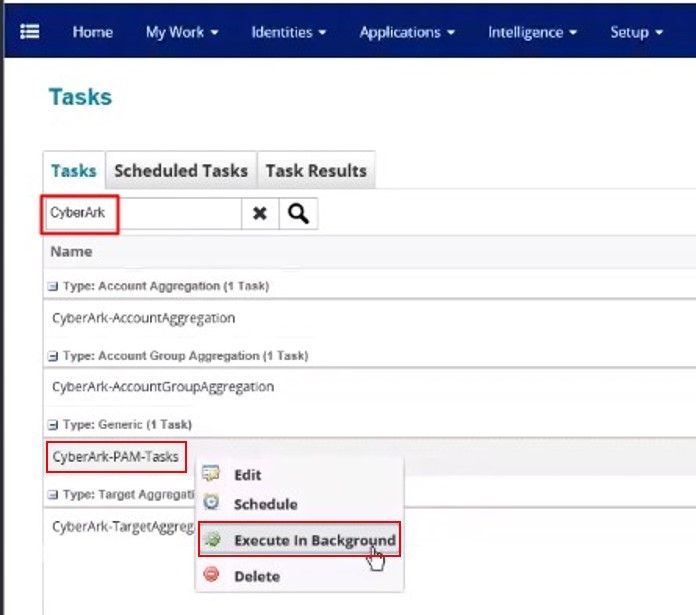 Home My Work Identities Applications Intelligence Setup
Tasks
Tasks Scheduled Tasks Task Results
CyberArk
Name
Type: Account Aggregation (1 Task)
CyberArk-AccountAggregation
Type: Account Group Aggregation (1 Task)
CyberArk-AccountGroupAggregation
Type: Generic (1 Task)
CyberArk-PAM-Tasks
Edit
Type: Target Aggregati
Schedule
CyberArk-TargetAggreg
Execute In Background
Delete